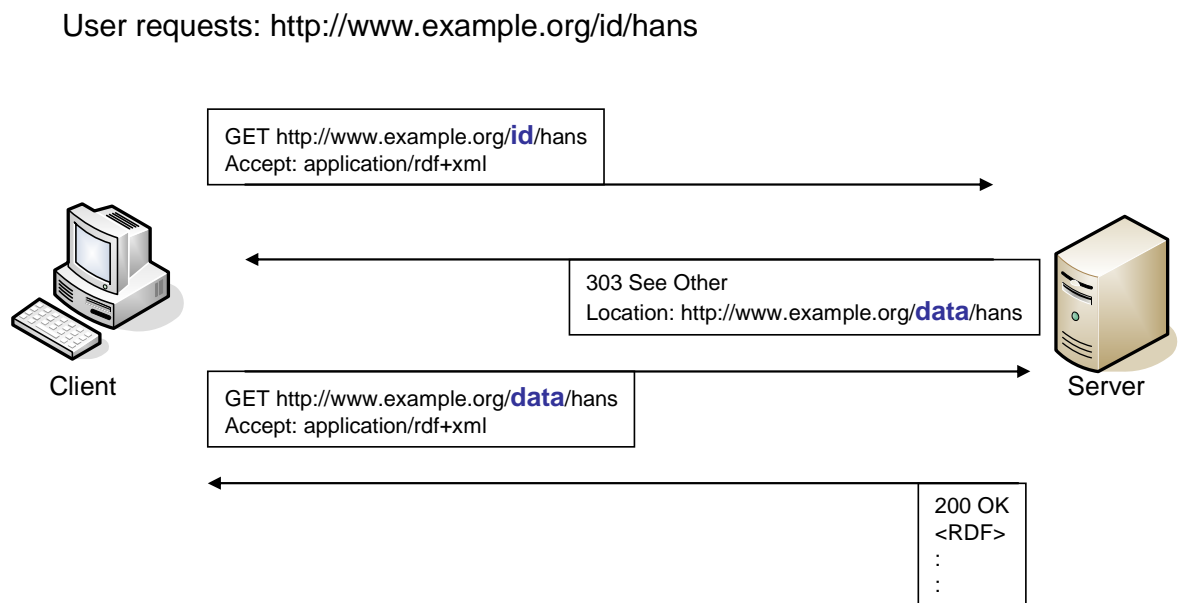 User requests: http://www.example.org/id/hans
GET http://www.example.org/id/hans
Accept: application/rdf+xml
303 See Other
Location: http://www.example.org/data/hans
Client
Server
GET http://www.example.org/data/hans
Accept: application/rdf+xml
200 OK
<RDF>
:
: